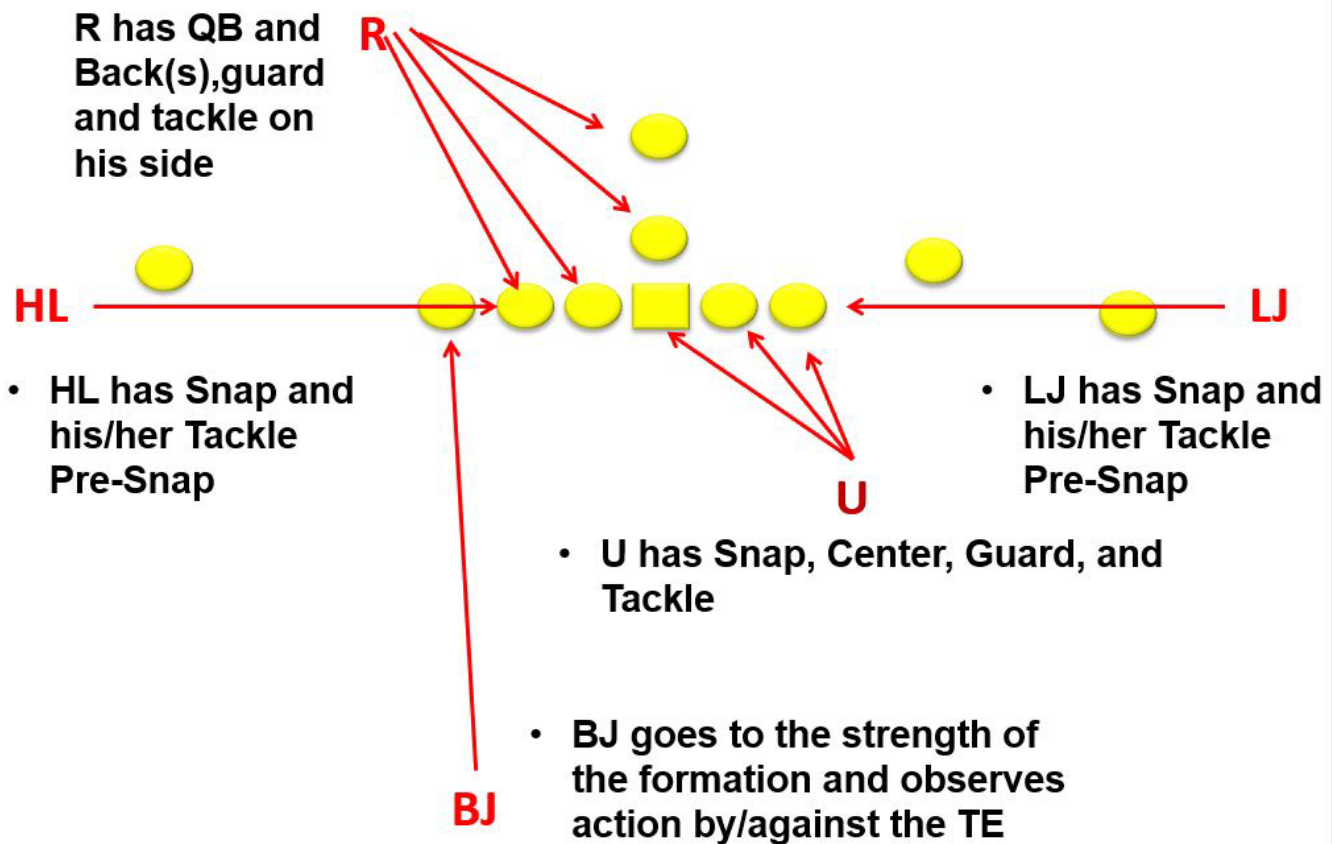 R has QB and
Back(s),guard
and tackle on
his side
R
HL
LJ
• HL has Snap and
his/her Tackle
Pre-Snap
• LJ has Snap and
his/her Tackle
Pre-Snap
U
• U has Snap, Center, Guard, and
Tackle
BJ
• BJ goes to the strength of
the formation and observes
action by/against the TE